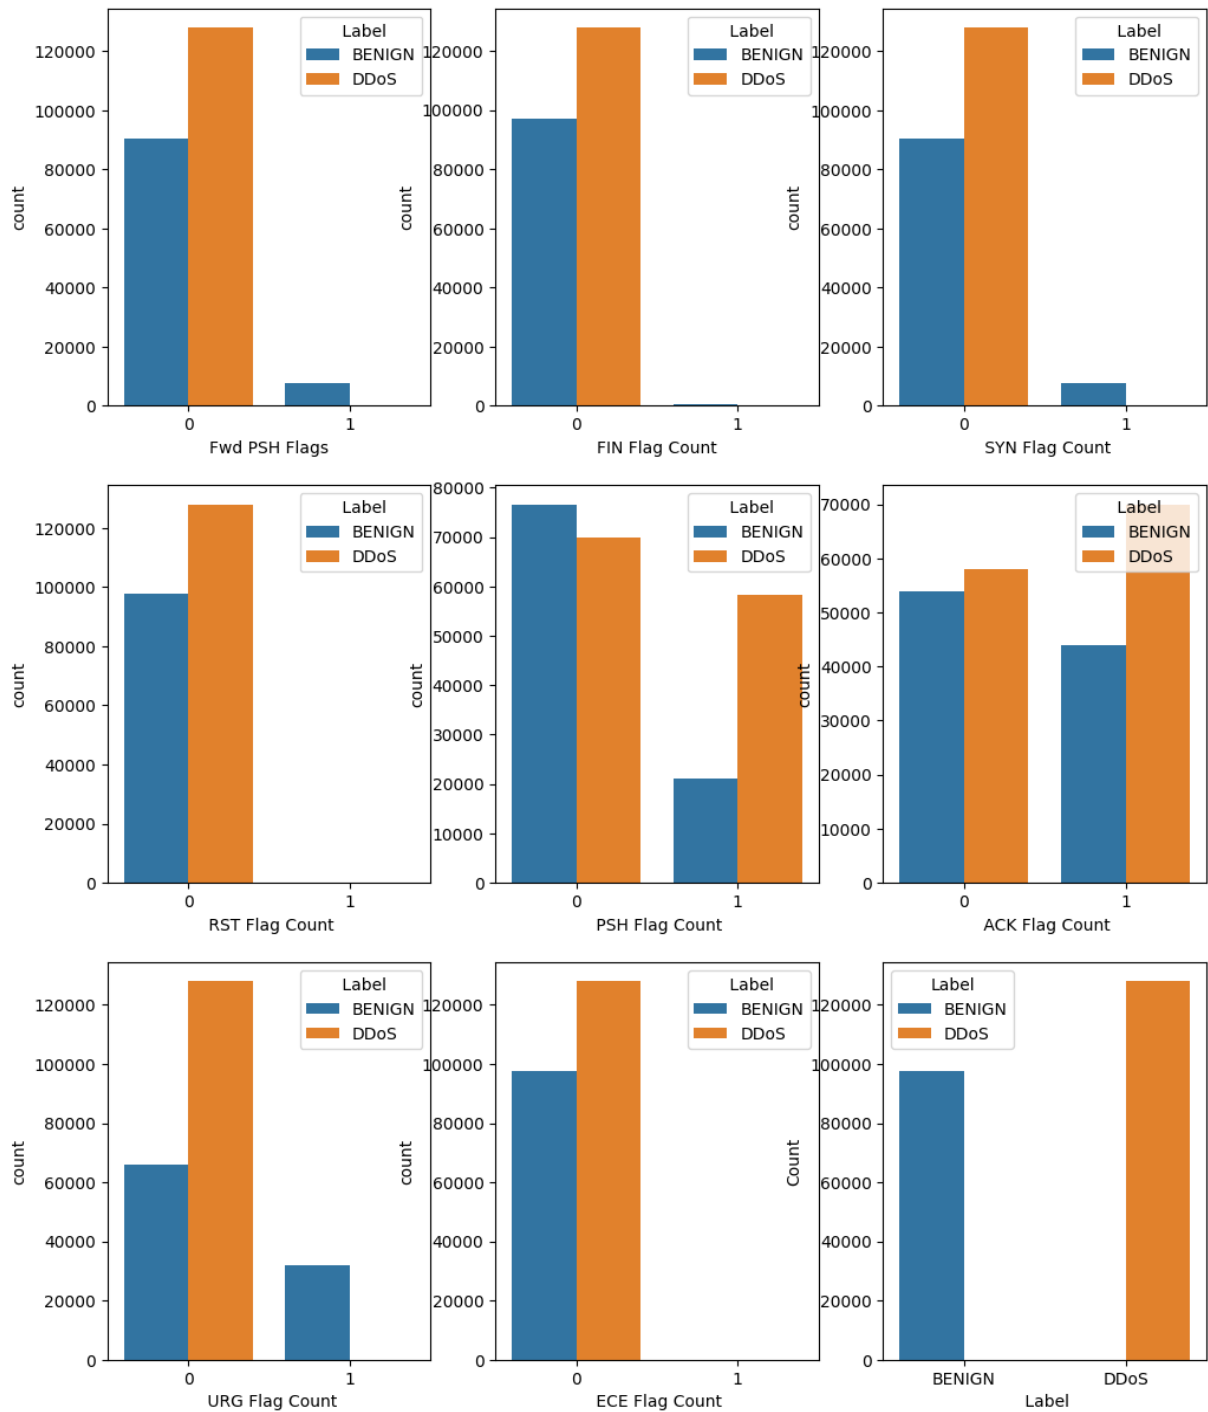 Label
BENIGN
DDoS
120000
100000
80000
60000
40000
20000
0
count
0 1
Fwd PSH Flags
Label
BENIGN
DDoS
120000
100000
80000
60000
40000
20000
0
count
0 1
FIN Flag Count
Label
BENIGN
DDoS
120000
100000
80000
60000
40000
20000
0
count
0 1
SYN Flag Count
Label
BENIGN
DDoS
120000
100000
80000
60000
40000
20000
0
count
0 1
RST Flag Count
Label
BENIGN
DDoS
80000
70000
60000
50000
40000
30000
20000
10000
0
count
0 1
PSH Flag Count
Label
BENIGN
DDoS
70000
60000
50000
40000
30000
20000
10000
0
count
0 1
ACK Flag Count
Label
BENIGN
DDoS
120000
100000
80000
60000
40000
20000
0
count
0 1
URG Flag Count
Label
BENIGN
DDoS
120000
100000
80000
60000
40000
20000
0
count
0 1
ECE Flag Count
Label
BENIGN
DDoS
120000
100000
80000
60000
40000
20000
0
Count
BENIGN DDoS
Label